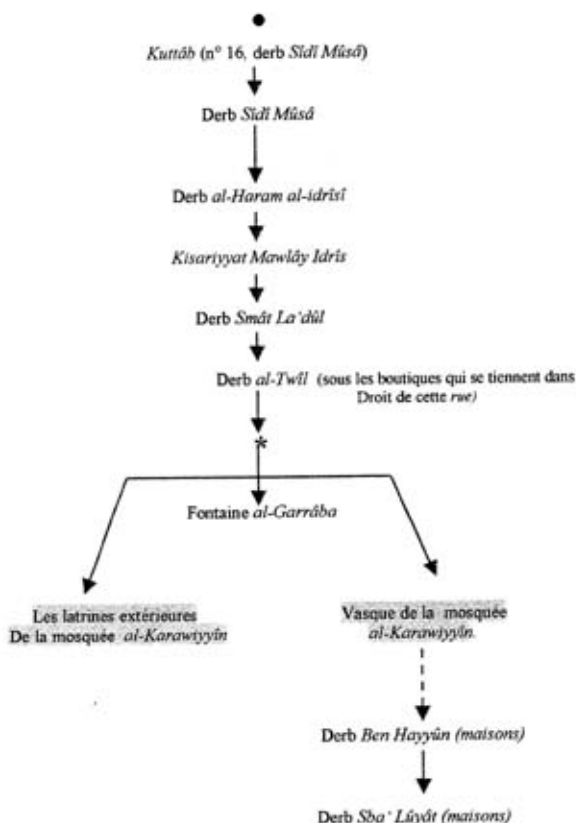 Kuttâb (n° 16, derb Sîdî Mûsâ)
Derb Sîdî Mûsâ
Derb al-Haram al-idrîsî
Kisariyyat Mawlây Idrîs
Derb Smât La`dûl
Derb al-Twîl (sous les boutiques qui se tiennent dans
Droit de cette rue)
*
Fontaine al-Garrâba
Les latrines extérieures
De la mosquée al-Karawiyyîn
Vasque de la mosquée
al-Karawiyyîn.
Derb Ben Hayyûn (maisons)
Derb Sba` Lûyât (maisons)